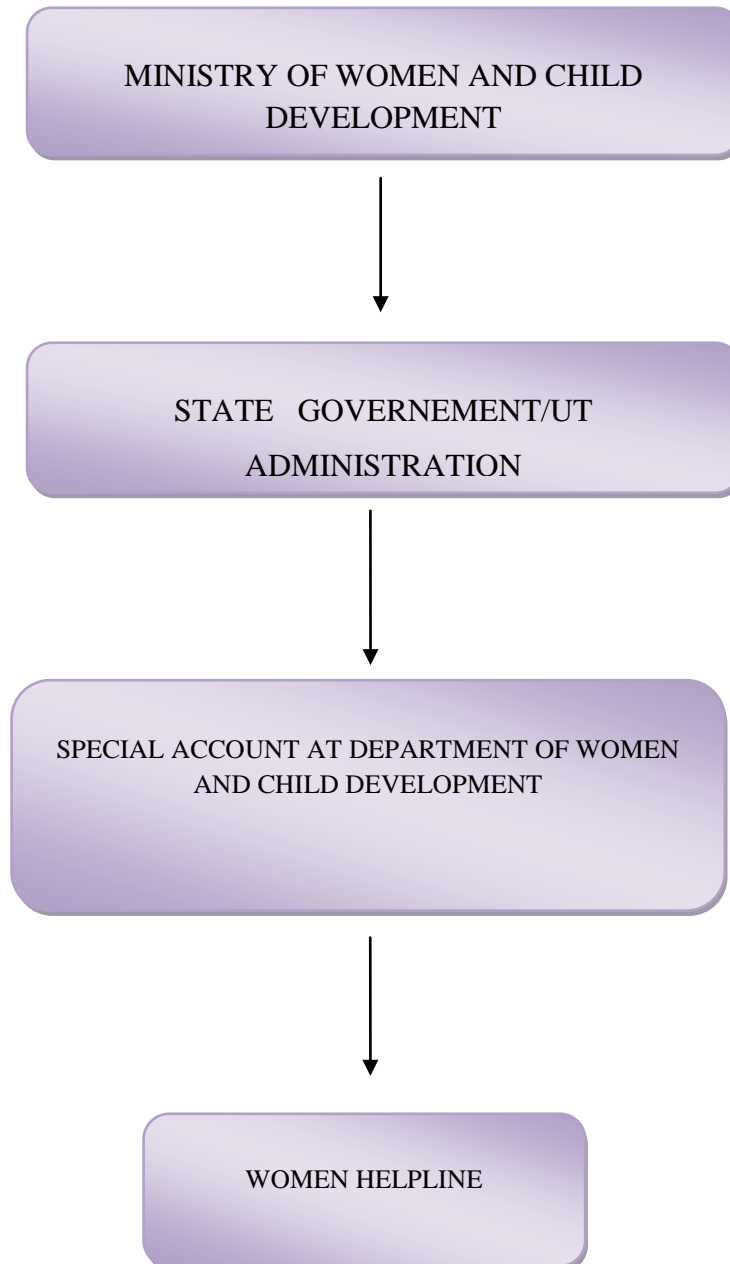 MINISTRY OF WOMEN AND CHILD
DEVELOPMENT
STATE GOVERNEMENT/UT
ADMINISTRATION
SPECIAL ACCOUNT AT DEPARTMENT OF WOMEN
AND CHILD DEVELOPMENT
WOMEN HELPLINE